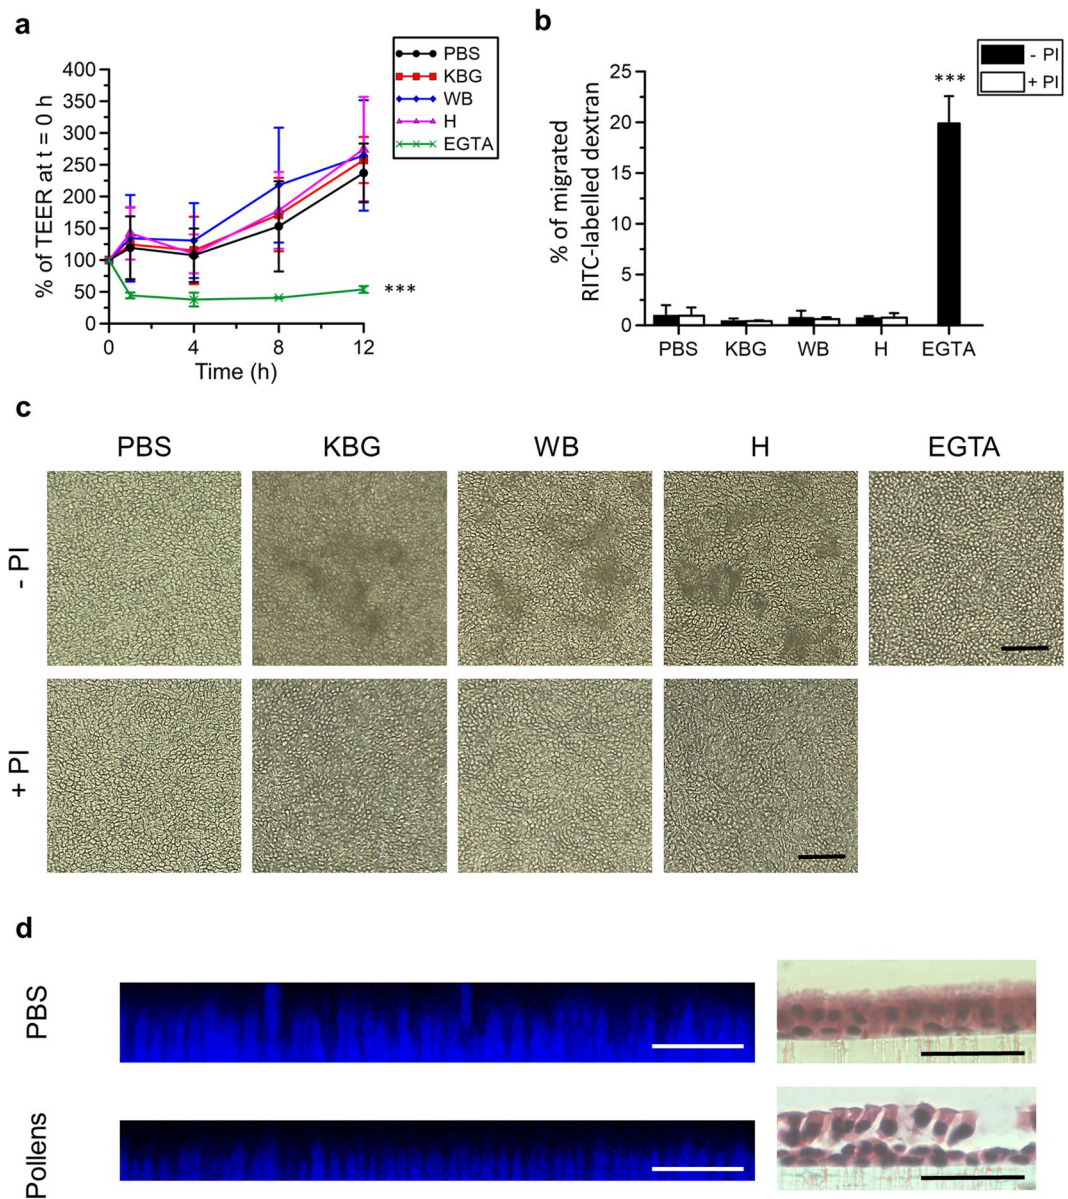 a
PBS
KBG
WB
H
EGTA
% of TEER at t = 0 h
400
350
300
250
200
150
100
50
0
***
0 4 8 12
Time (h)
b
- PI
+ PI
% of migrated
RITC-labelled dextran
25
20
15
10
5
0
***
PBS KBG WB H EGTA
c
PBS KBG WB H EGTA
- PI
+ PI
d
PBS
Pollens